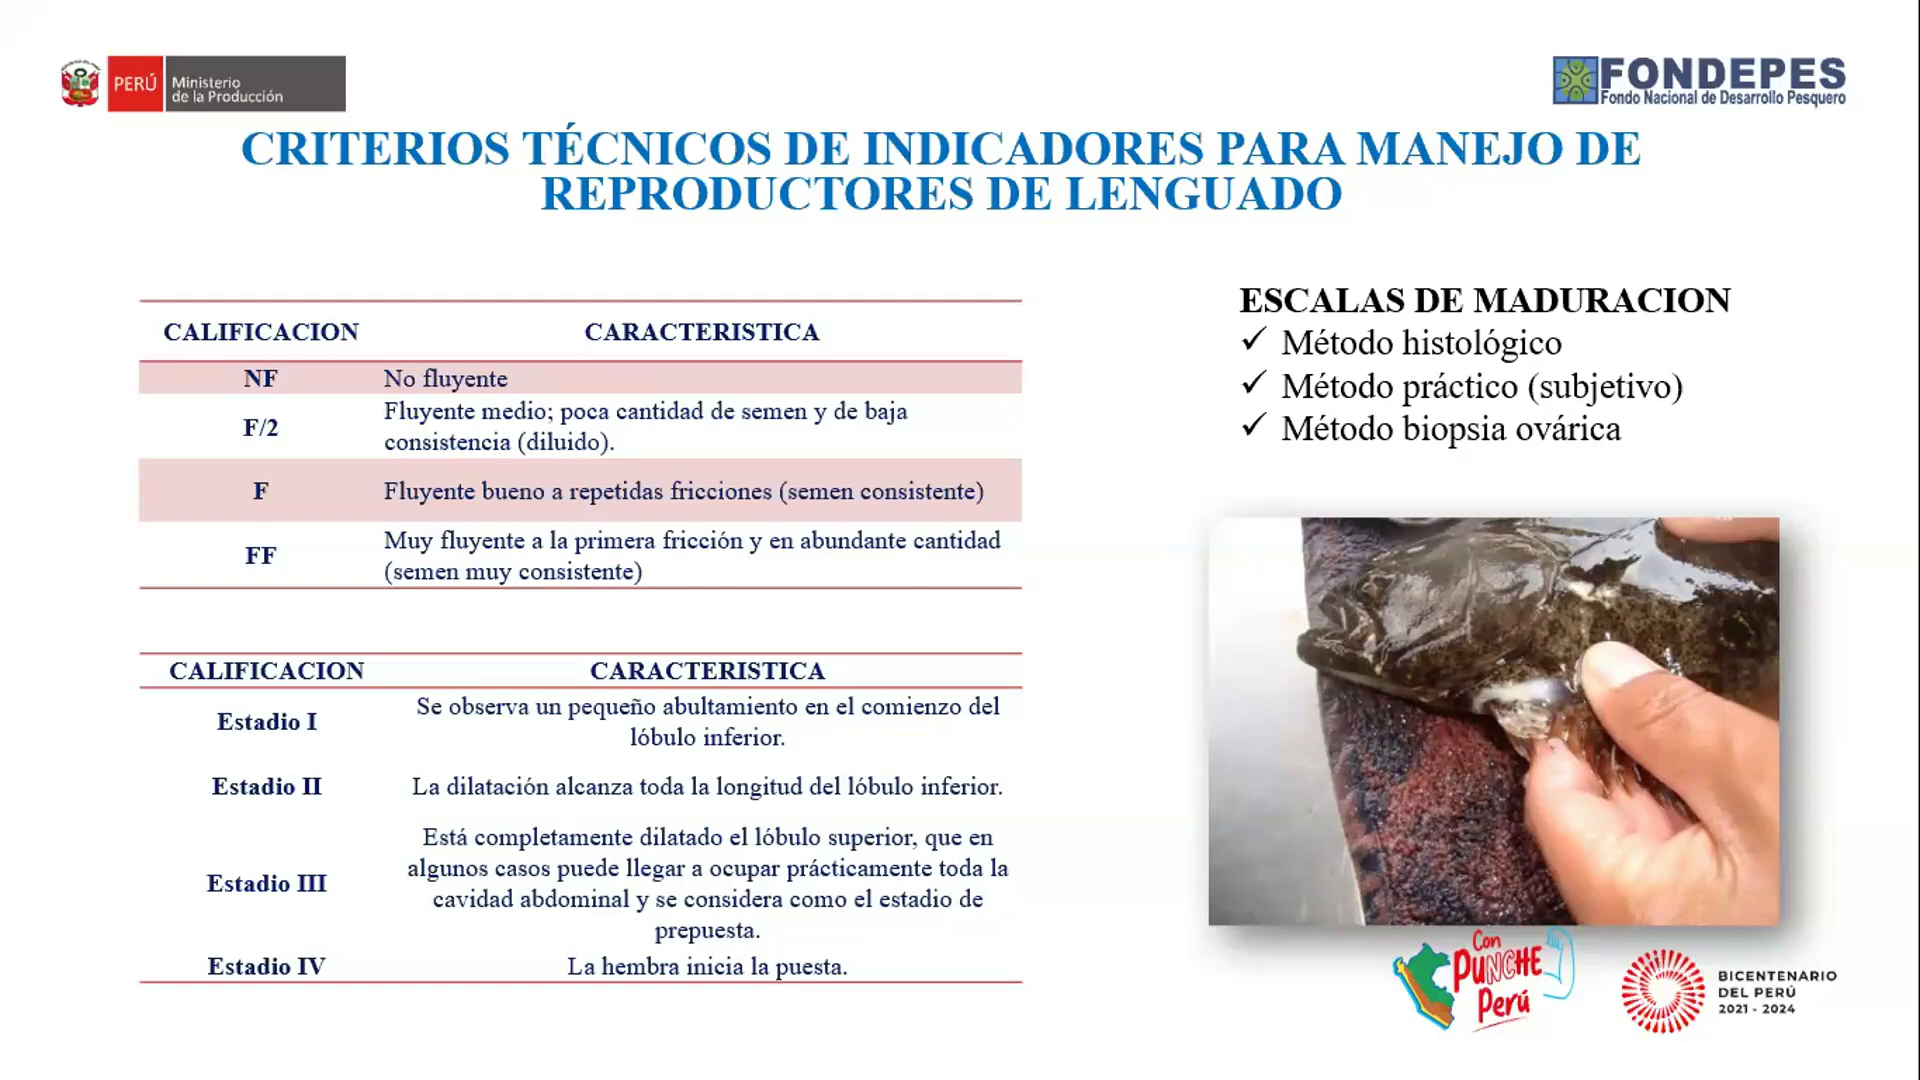 PERÚ
Ministerio
de la Producción
FONDEPES
Fondo Nacional de Desarrollo Pesquero
CRITERIOS TÉCNICOS DE INDICADORES PARA MANEJO DE
REPRODUCTORES DE LENGUADO
CALIFICACION CARACTERISTICA
NF No fluyente
F/2 Fluyente medio; poca cantidad de semen y de baja
consistencia (diluido).
F Fluyente bueno a repetidas fricciones (semen consistente)
FF Muy fluyente a la primera fricción y en abundante cantidad
(semen muy consistente)
CALIFICACION CARACTERISTICA
Estadio I Se observa un pequeño abultamiento en el comienzo del
lóbulo inferior.
Estadio II La dilatación alcanza toda la longitud del lóbulo inferior.
Estadio III Está completamente dilatado el lóbulo superior, que en
algunos casos puede llegar a ocupar prácticamente toda la
cavidad abdominal y se considera como el estadio de
prepuesta.
Estadio IV La hembra inicia la puesta.
ESCALAS DE MADURACION
✓ Método histológico
✓ Método práctico (subjetivo)
✓ Método biopsia ovárica
Con
PUNCHE
Perú
BICENTENARIO
DEL PERÚ
2021 - 2024